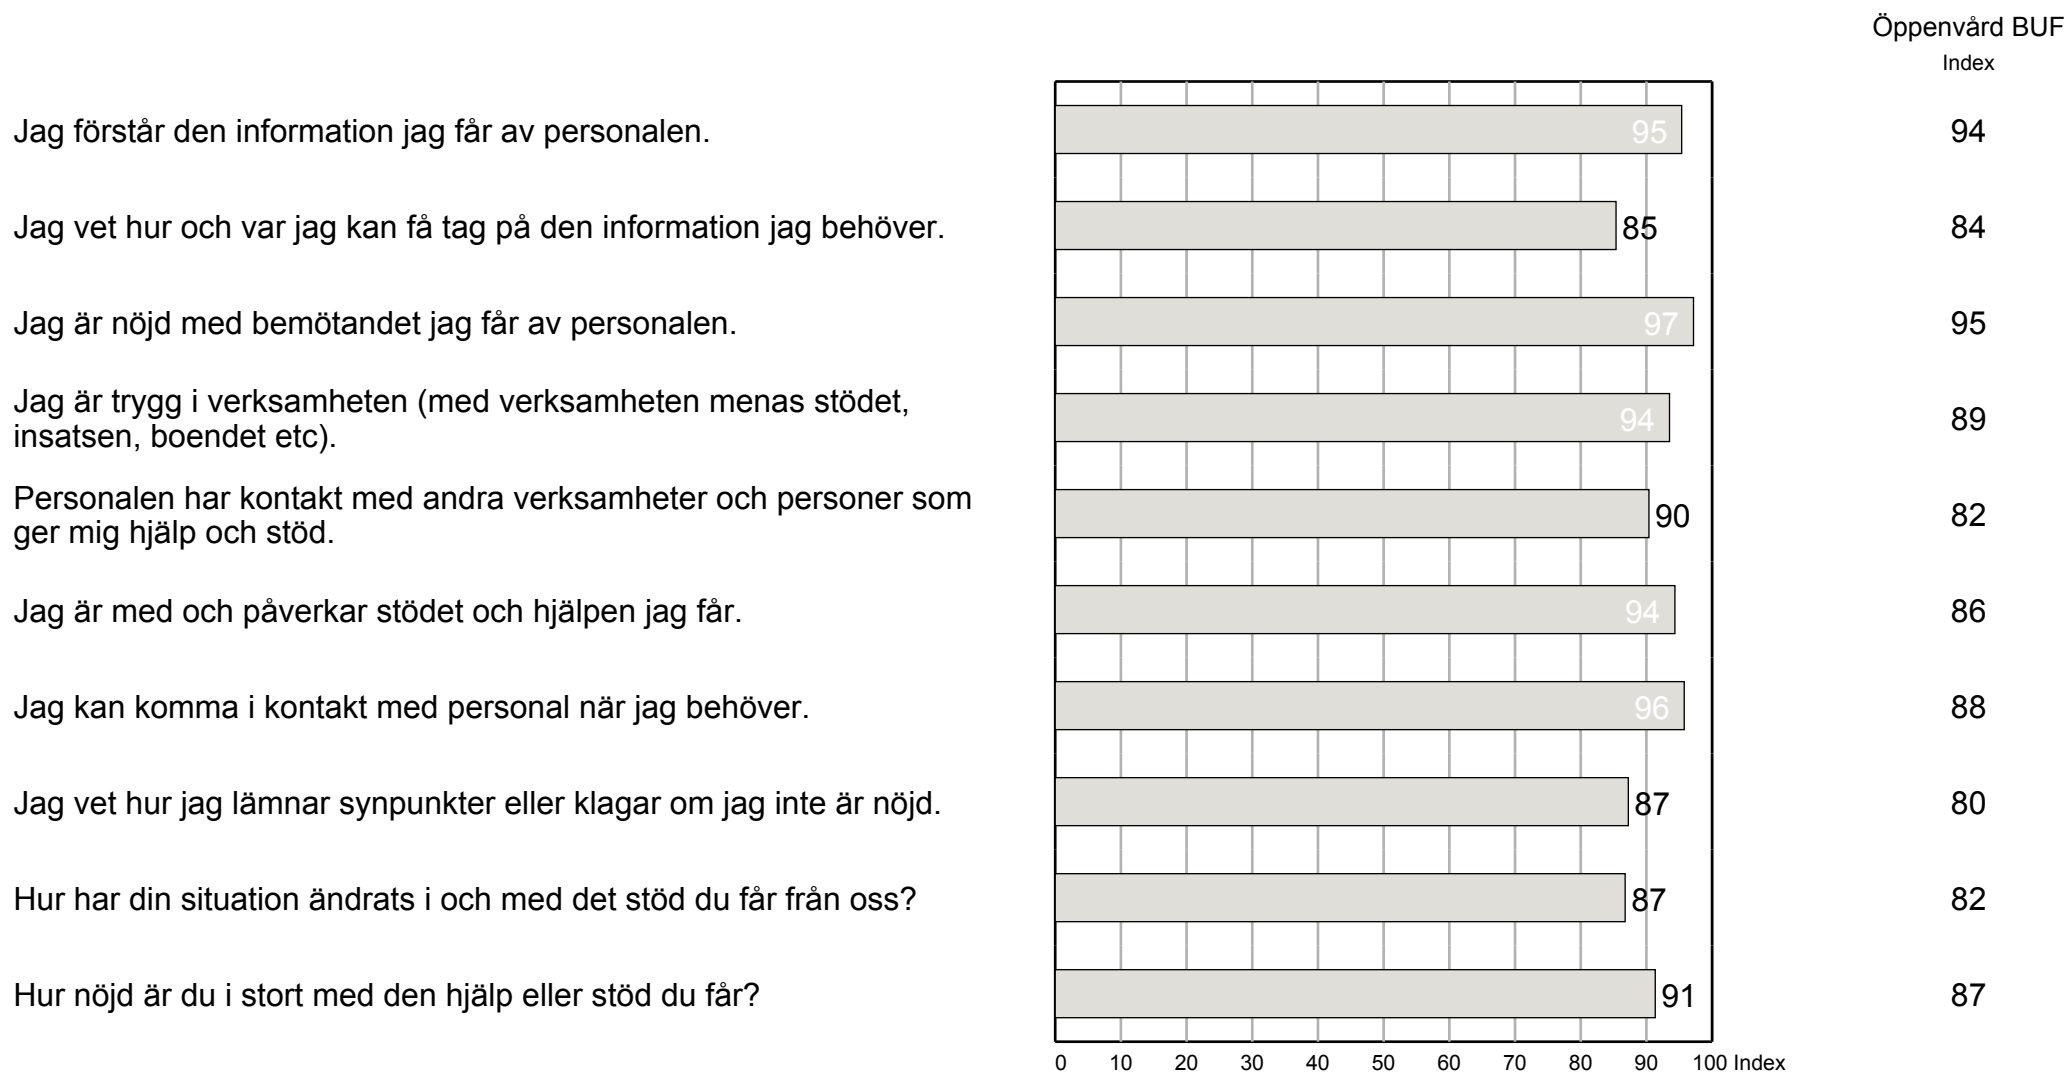 Öppenvård BUF
Index
Jag förstår den information jag får av personalen. 95 94
Jag vet hur och var jag kan få tag på den information jag behöver. 85 84
Jag är nöjd med bemötandet jag får av personalen. 97 95
Jag är trygg i verksamheten (med verksamheten menas stödet,
insatsen, boendet etc). 94 89
Personalen har kontakt med andra verksamheter och personer som
ger mig hjälp och stöd. 90 82
Jag är med och påverkar stödet och hjälpen jag får. 94 86
Jag kan komma i kontakt med personal när jag behöver. 96 88
Jag vet hur jag lämnar synpunkter eller klagar om jag inte är nöjd. 87 80
Hur har din situation ändrats i och med det stöd du får från oss? 87 82
Hur nöjd är du i stort med den hjälp eller stöd du får? 91 87
0 10 20 30 40 50 60 70 80 90 100 Index